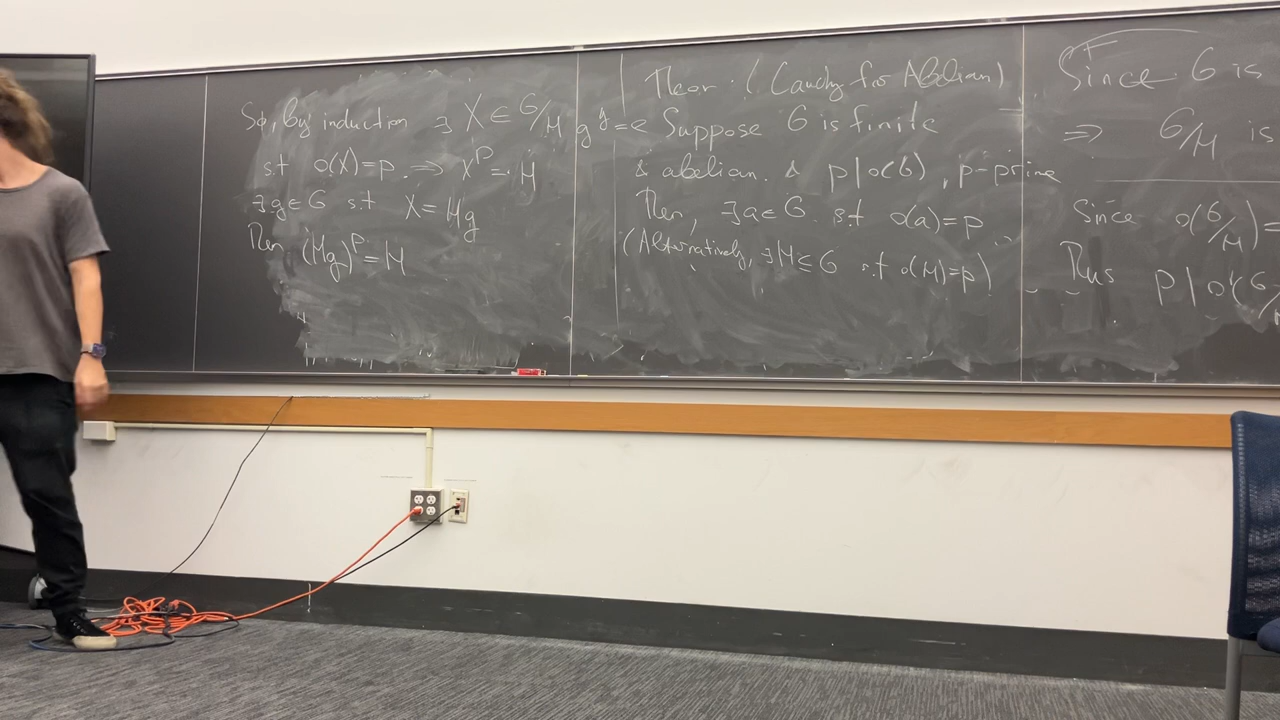 So, by induction ∃ X ∈ G/M
s.t o(X)=p. ⇒ X^P = M
∃ g ∈ G s.t X = Mg
Then (Mg)^P = M
g^y = e
Theor. (Cauchy for Abelian)
Suppose G is finite
& abelian. & p | o(G), p-prime
Then, ∃ a ∈ G. s.t o(a)=p
(Alternatively, ∃ M ≤ G s.t o(M)=p)
Since G is
⇒ G/M is
Since o(G/M)=
Thus p | o(G/M